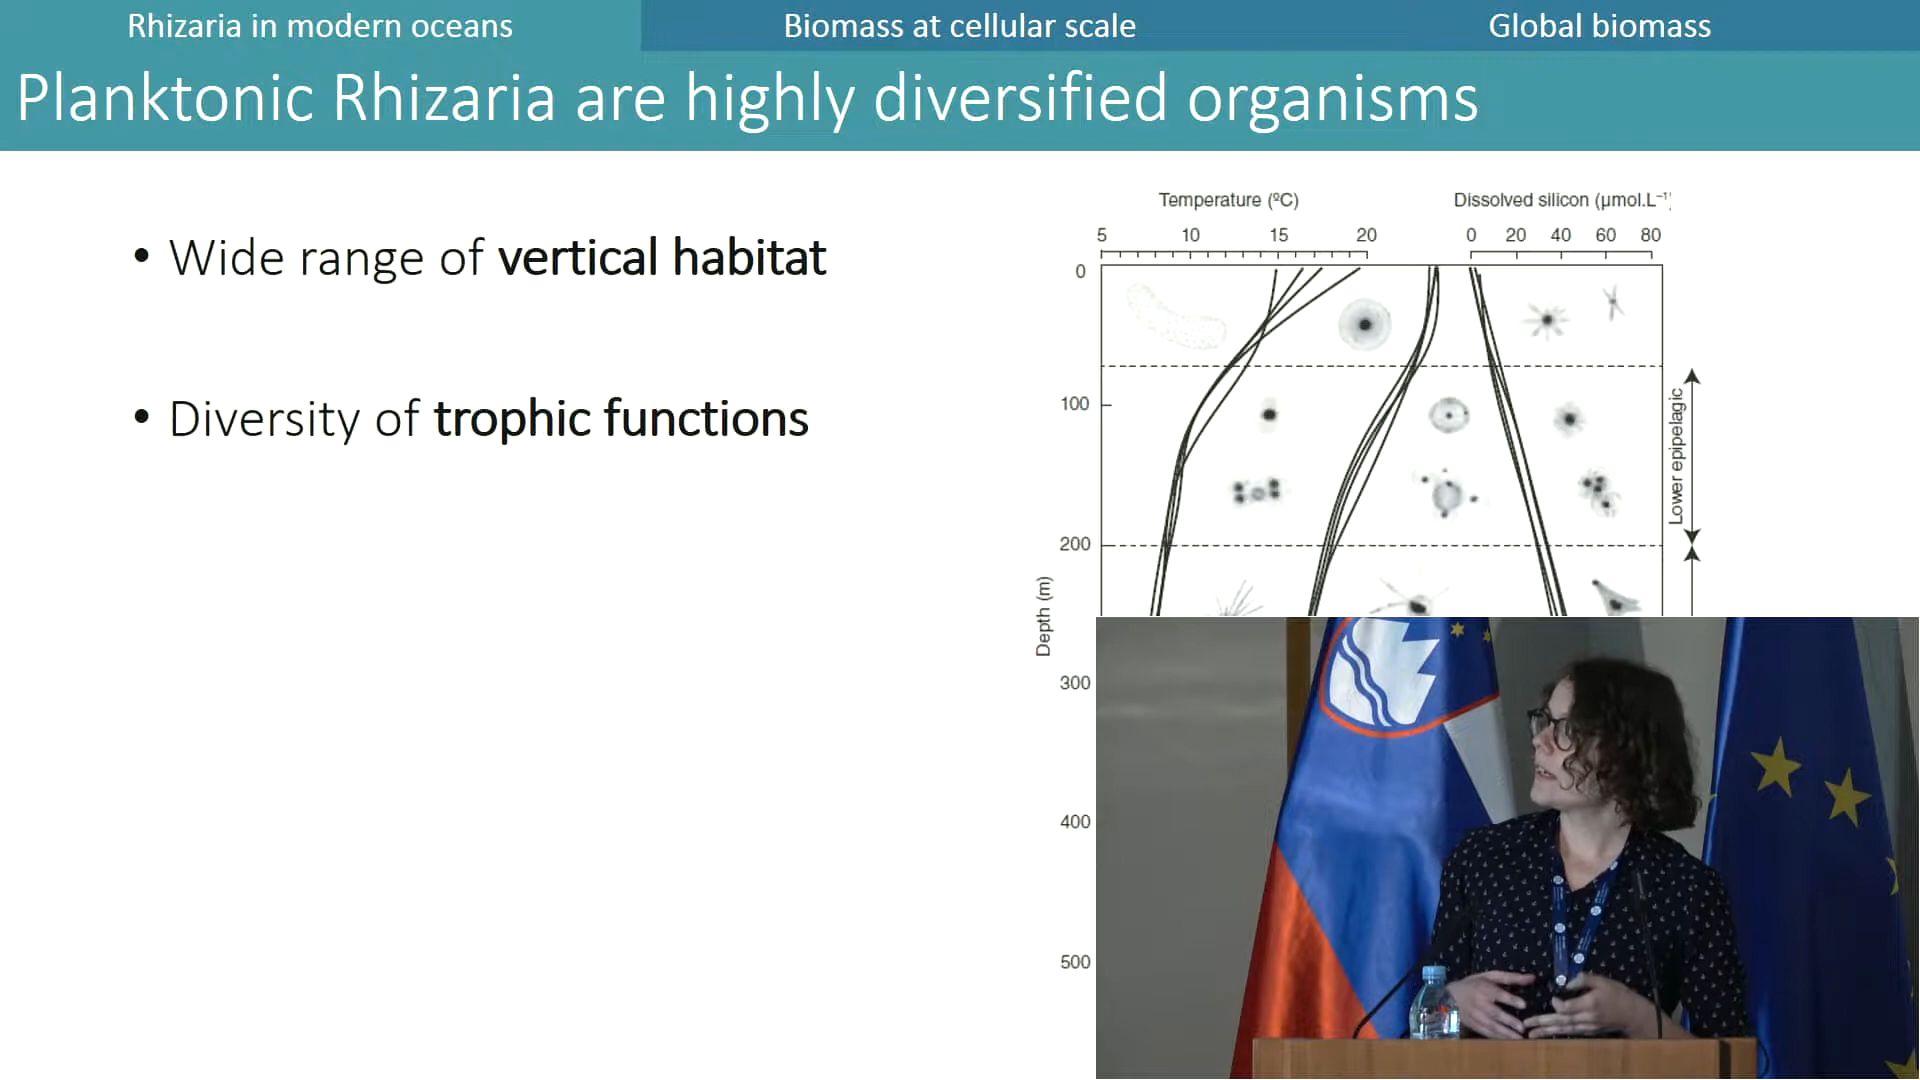 Rhizaria in modern oceans
Biomass at cellular scale
Global biomass
Planktonic Rhizaria are highly diversified organisms
• Wide range of vertical habitat
• Diversity of trophic functions
Temperature (ºC)
Dissolved silicon (µmol.L⁻¹)
5 10 15 20
0 20 40 60 80
0
100
200
300
400
500
Depth (m)
Lower epipelagic